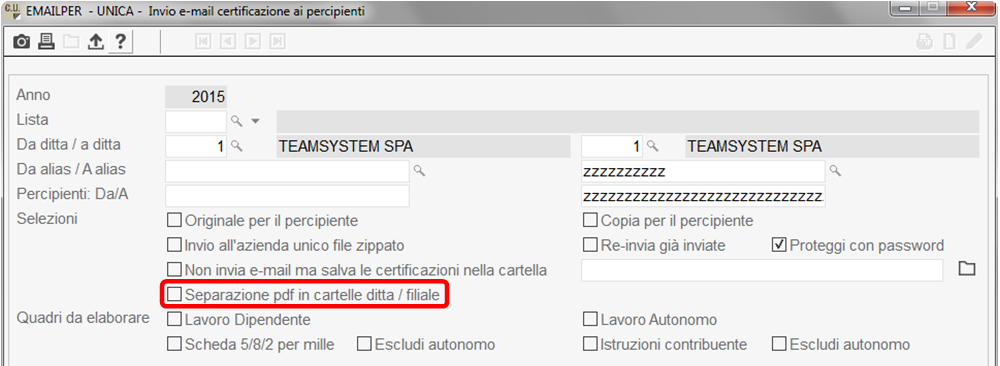 C.U. EMAILPER - UNICA - Invio e-mail certificazione ai percipienti
?
Anno 2015
Lista
Da ditta / a ditta 1 TEAMSYSTEM SPA 1 TEAMSYSTEM SPA
Da alias / A alias zzzzzzzzzz
Percipienti: Da/A zzzzzzzzzzzzzzzzzzzzzzzzzzzzz
Selezioni Originale per il percipiente Copia per il percipiente
Invio all'azienda unico file zippato Re-invia già inviate Proteggi con password
Non invia e-mail ma salva le certificazioni nella cartella
Separazione pdf in cartelle ditta / filiale
Quadri da elaborare Lavoro Dipendente Lavoro Autonomo
Scheda 5/8/2 per mille Escludi autonomo Istruzioni contribuente Escludi autonomo